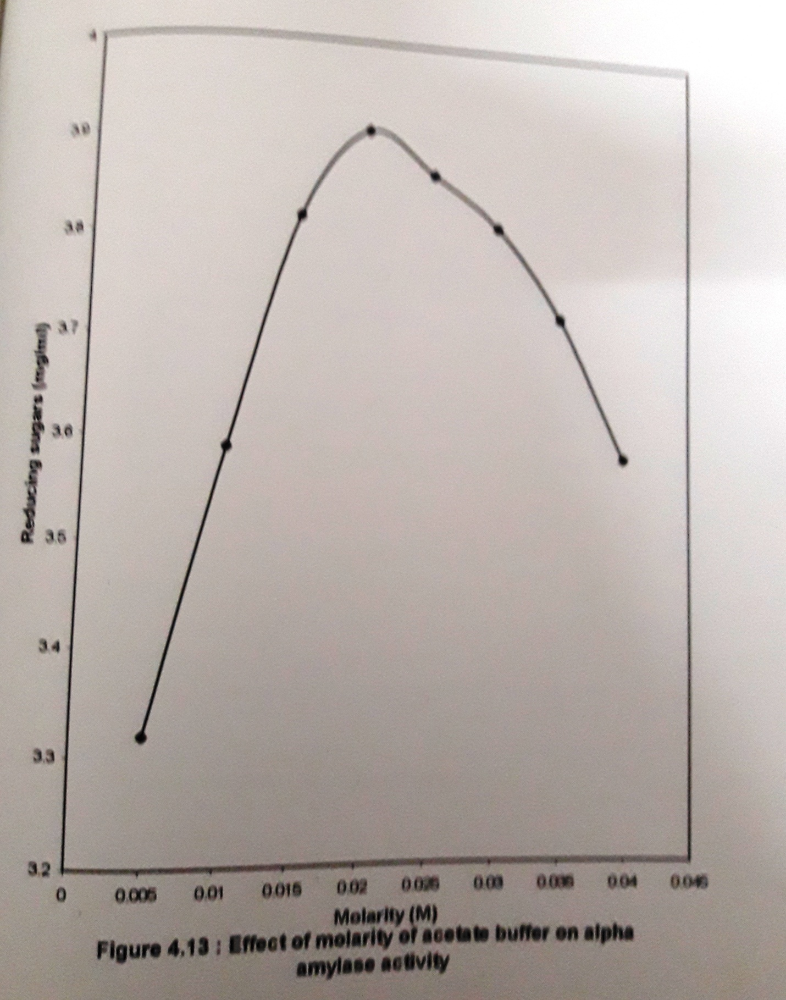 4
3.9
3.8
3.7
3.6
3.5
3.4
3.3
3.2
Reducing sugars (mg/ml)
0 0.005 0.01 0.015 0.02 0.025 0.03 0.035 0.04 0.045
Molarity (M)
Figure 4.13 : Effect of molarity of acetate buffer on alpha
amylase activity